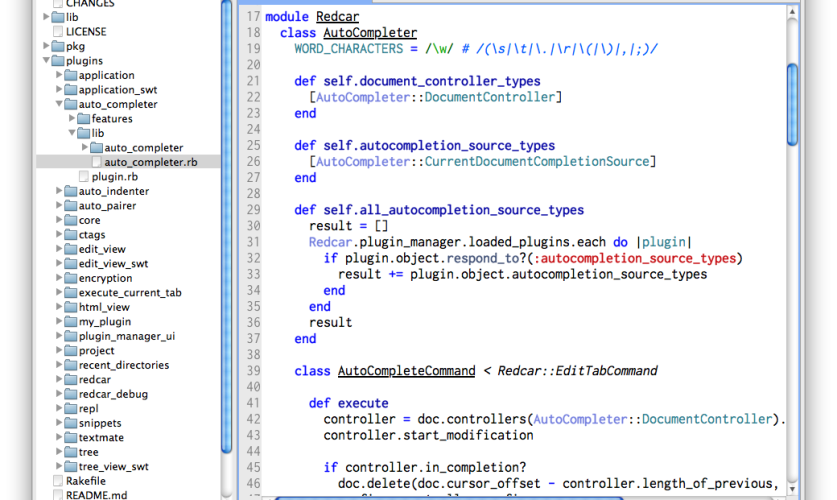 CHANGES
lib
LICENSE
pkg
plugins
application
application_swt
auto_completer
features
lib
auto_completer
auto_completer.rb
plugin.rb
auto_indenter
auto_pairer
core
ctags
edit_view
edit_view_swt
encryption
execute_current_tab
html_view
my_plugin
plugin_manager_ui
project
recent_directories
redcar
redcar_debug
repl
snippets
textmate
tree
tree_view_swt
Rakefile
README.md
17 module Redcar
18 class AutoCompleter
19 WORD_CHARACTERS = /\w/ # /(\s|\t|\.|\r|\(|\)|,|;)/
20
21 def self.document_controller_types
22 [AutoCompleter::DocumentController]
23 end
24
25 def self.autocompletion_source_types
26 [AutoCompleter::CurrentDocumentCompletionSource]
27 end
28
29 def self.all_autocompletion_source_types
30 result = []
31 Redcar.plugin_manager.loaded_plugins.each do |plugin|
32 if plugin.object.respond_to?(:autocompletion_source_types)
33 result += plugin.object.autocompletion_source_types
34 end
35 end
36 result
37 end
38
39 class AutoCompleteCommand < Redcar::EditTabCommand
40
41 def execute
42 controller = doc.controllers(AutoCompleter::DocumentController).
43 controller.start_modification
44
45 if controller.in_completion?
46 doc.delete(doc.cursor_offset - controller.length_of_previous,